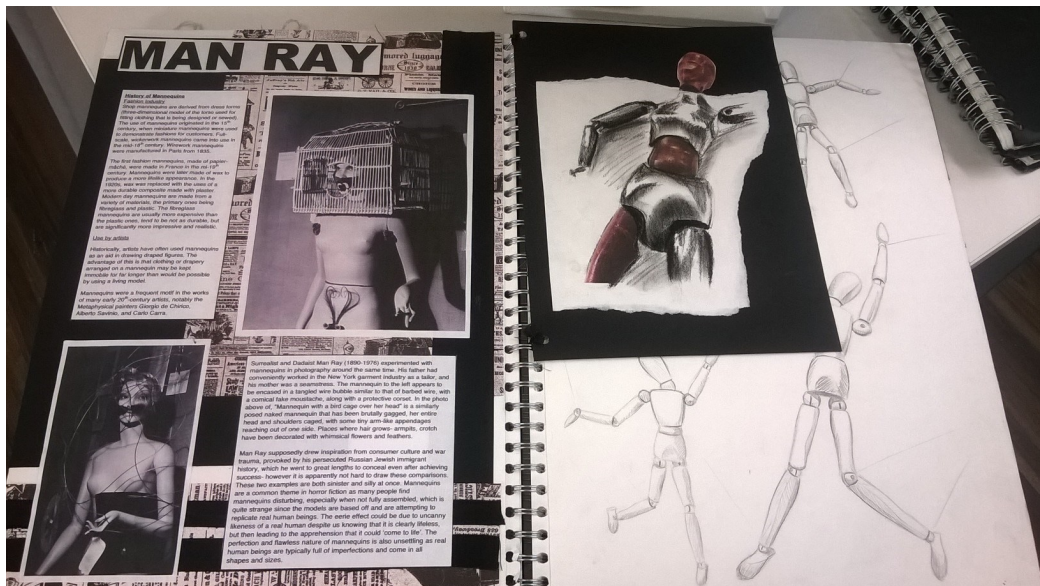 MAN RAY
History of Mannequins
Fashion industry
Shop mannequins are derived from dress forms
(three-dimensional model of the torso used for
fitting clothing that is being designed or sewed).
The use of mannequins originated in the 15th
century, when miniature mannequins were used
to demonstrate fashions for customers. Full-
scale, wickerwork mannequins came into use in
the mid-18th century. Wirework mannequins
were manufactured in Paris from 1835.
The first fashion mannequins, made of papier-
mâché, were made in France in the mid-19th
century. Mannequins were later made of wax to
produce a more lifelike appearance. In the
1920s, wax was replaced with the uses of a
more durable composite made with plaster.
Modern day mannequins are made from a
variety of materials, the primary ones being
fibreglass and plastic. The fibreglass
mannequins are usually more expensive than
the plastic ones, tend to be not as durable, but
are significantly more impressive and realistic.
Use by artists
Historically, artists have often used mannequins
as an aid in drawing draped figures. The
advantage of this is that clothing or drapery
arranged on a mannequin may be kept
immobile for far longer than would be possible
by using a living model.
Mannequins were a frequent motif in the works
of many early 20th-century artists, notably the
Metaphysical painters Giorgio de Chirico,
Alberto Savinio, and Carlo Carra.
Surrealist and Dadaist Man Ray (1890-1976) experimented with
mannequins in photography around the same time. His father had
conveniently worked in the New York garment industry as a tailor, and
his mother was a seamstress. The mannequin to the left appears to
be encased in a tangled wire bubble similar to that of barbed wire, with
a comical fake moustache, along with a protective corset. In the photo
above of, "Mannequin with a bird cage over her head" is a similarly
posed naked mannequin that has been brutally gagged, her entire
head and shoulders caged, with some tiny arm-like appendages
reaching out of one side. Places where hair grows- armpits, crotch
have been decorated with whimsical flowers and feathers.
Man Ray supposedly drew inspiration from consumer culture and war
trauma, provoked by his persecuted Russian Jewish immigrant
history, which he went to great lengths to conceal even after achieving
success- however it is apparently not hard to draw these comparisons.
These two examples are both sinister and silly at once. Mannequins
are a common theme in horror fiction as many people find
mannequins disturbing, especially when not fully assembled, which is
quite strange since the models are based off and are attempting to
replicate real human beings. The eerie effect could be due to uncanny
likeness of a real human despite us knowing that it is clearly lifeless,
but then leading to the apprehension that it could 'come to life'. The
perfection and flawless nature of mannequins is also unsettling as real
human beings are typically full of imperfections and come in all
shapes and sizes.